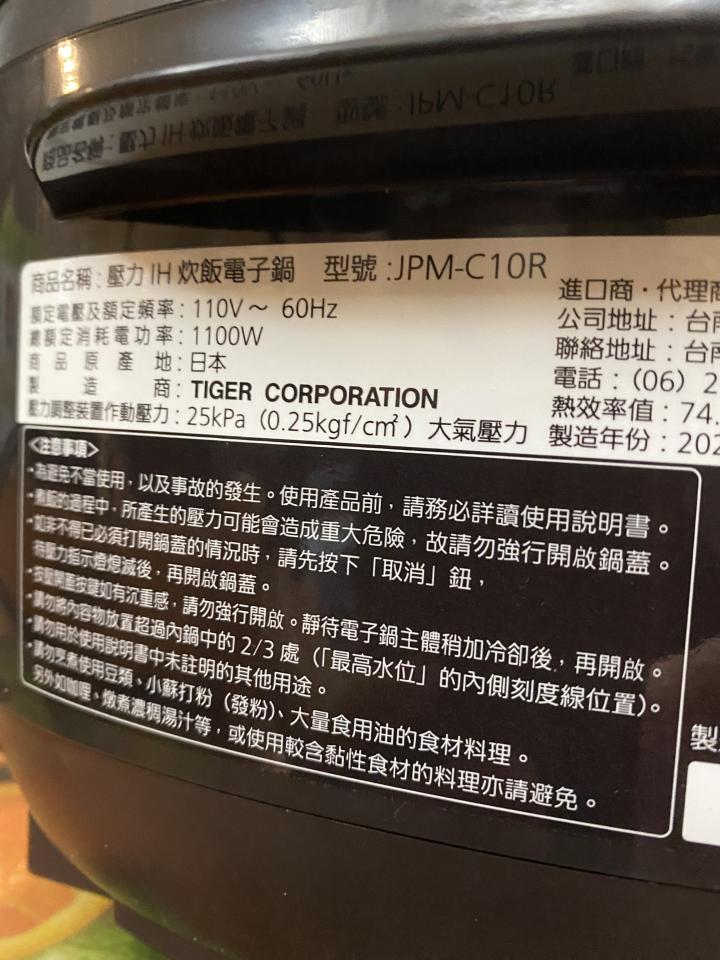 商品名稱：壓力 IH 炊飯電子鍋 型號：JPM-C10R
額定電壓及額定頻率：110V～ 60Hz
總額定消耗電功率：1100W
商品原產地：日本
製造商：TIGER CORPORATION
壓力調整裝置作動壓力：25kPa（0.25kgf/c㎡）大氣壓力
進口商・代理商
公司地址：台南
聯絡地址：台南
電話：（06）2
熱效率值：74.
製造年份：202
<注意事項>
・為避免不當使用，以及事故的發生。使用產品前，請務必詳讀使用說明書。
・煮飯的過程中，所產生的壓力可能會造成重大危險，故請勿強行開啟鍋蓋。
・如非不得已必須打開鍋蓋的情況時，請先按下「取消」鈕，
待壓力指示燈熄滅後，再開啟鍋蓋。
・按壓開蓋按鍵如有沉重感，請勿強行開啟。靜待電子鍋主體稍加冷卻後，再開啟。
・請勿將內容物放置超過內鍋中的 2/3 處（「最高水位」的內側刻度線位置）。
・請勿用於使用說明書中未註明的其他用途。
・請勿烹煮使用豆類、小蘇打粉（發粉）、大量食用油的食材料理。
另外如咖哩、燉煮濃稠湯汁等，或使用較含黏性食材的料理亦請避免。
製